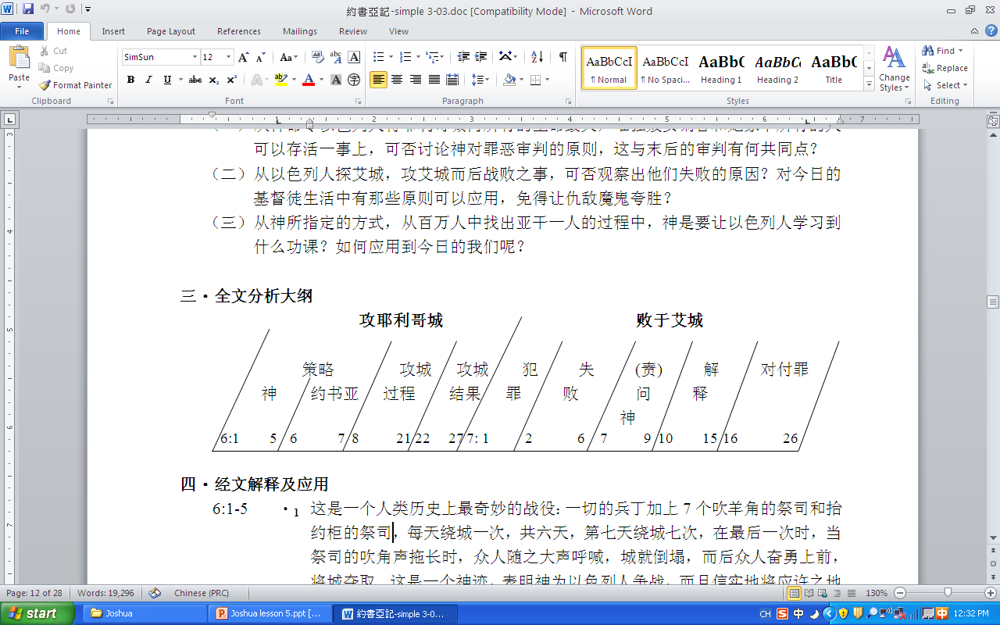 約書亞記-simple 3-03.doc [Compatibility Mode] - Microsoft Word
File Home Insert Page Layout References Mailings Review View
Paste
Cut
Copy
Format Painter
Clipboard
SimSun 12
Font
Paragraph
AaBbCcI AaBbCcI AaBbC AaBbCc AaBbC
¶ Normal ¶ No Spaci... Heading 1 Heading 2 Title
Change Styles
Styles
Find
Replace
Select
Editing
1 2 3 4 5 6 7
可以存活一事上，可否讨论神对罪恶审判的原则，这与末后的审判有何共同点？
（二）从以色列人探艾城，攻艾城而后战败之事，可否观察出他们失败的原因？对今日的
基督徒生活中有那些原则可以应用，免得让仇敌魔鬼夸胜？
（三）从神所指定的方式，从百万人中找出亚干一人的过程中，神是要让以色列人学习到
什么功课？如何应用到今日的我们呢？
三·全文分析大纲
攻耶利哥城 败于艾城
策略 攻城 攻城 犯 失 (责) 解 对付罪
神 约书亚 过程 结果 罪 败 问 释
神
6:1 5 6 7 8 21 22 27 7: 1 2 6 7 9 10 15 16 26
四·经文解释及应用
6:1-5 ·1 这是一个人类历史上最奇妙的战役：一切的兵丁加上 7 个吹羊角的祭司和抬
约柜的祭司，每天绕城一次，共六天，第七天绕城七次，在最后一次时，当
祭司的吹角声拖长时，众人随之大声呼喊，城就倒塌，而后众人奋勇上前，
将城夺取。这是一个神迹，表明神为以色列人争战，而且信实地将应许之地
Page: 12 of 28 Words: 19,296 Chinese (PRC) 130%
start Joshua Joshua lesson 5.ppt [... 約書亞記-simple 3-0... CH S 中 中 12:32 PM